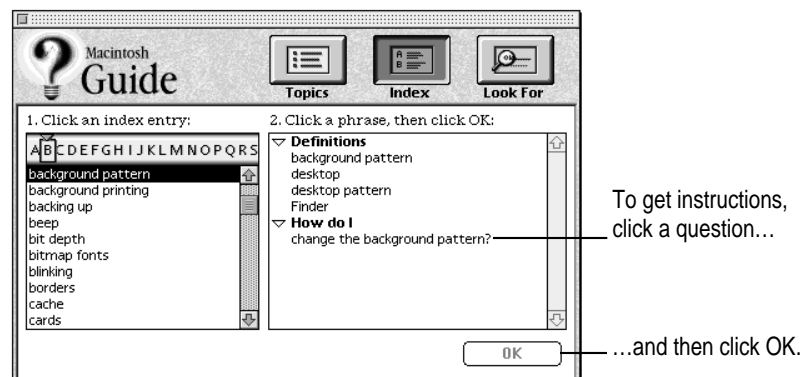 Macintosh
Guide
Topics
Index
Look For
1. Click an index entry:
A B C D E F G H I J K L M N O P Q R S
background pattern
background printing
backing up
beep
bit depth
bitmap fonts
blinking
borders
cache
cards
2. Click a phrase, then click OK:
Definitions
background pattern
desktop
desktop pattern
Finder
How do I
change the background pattern?
OK
To get instructions,
click a question…
…and then click OK.